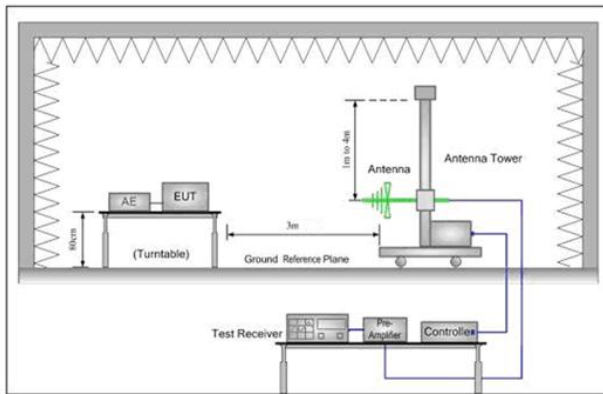 1m to 4m
Antenna
Antenna Tower
AE
EUT
80cm
(Turntable)
3m
Ground Reference Plane
Test Receiver
Pre-
Amplifier
Controller